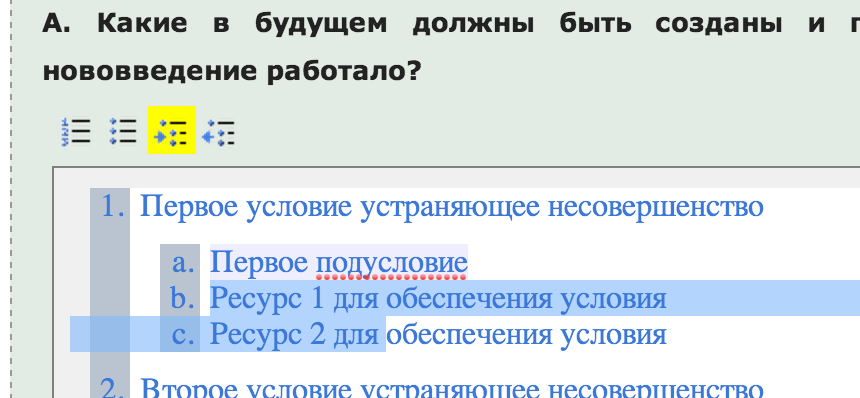 А. Какие в будущем должны быть созданы и
нововведение работало?
1. Первое условие устраняющее несовершенство
a. Первое подусловие
b. Ресурс 1 для обеспечения условия
c. Ресурс 2 для обеспечения условия
2. Второе условие устраняющее несовершенство